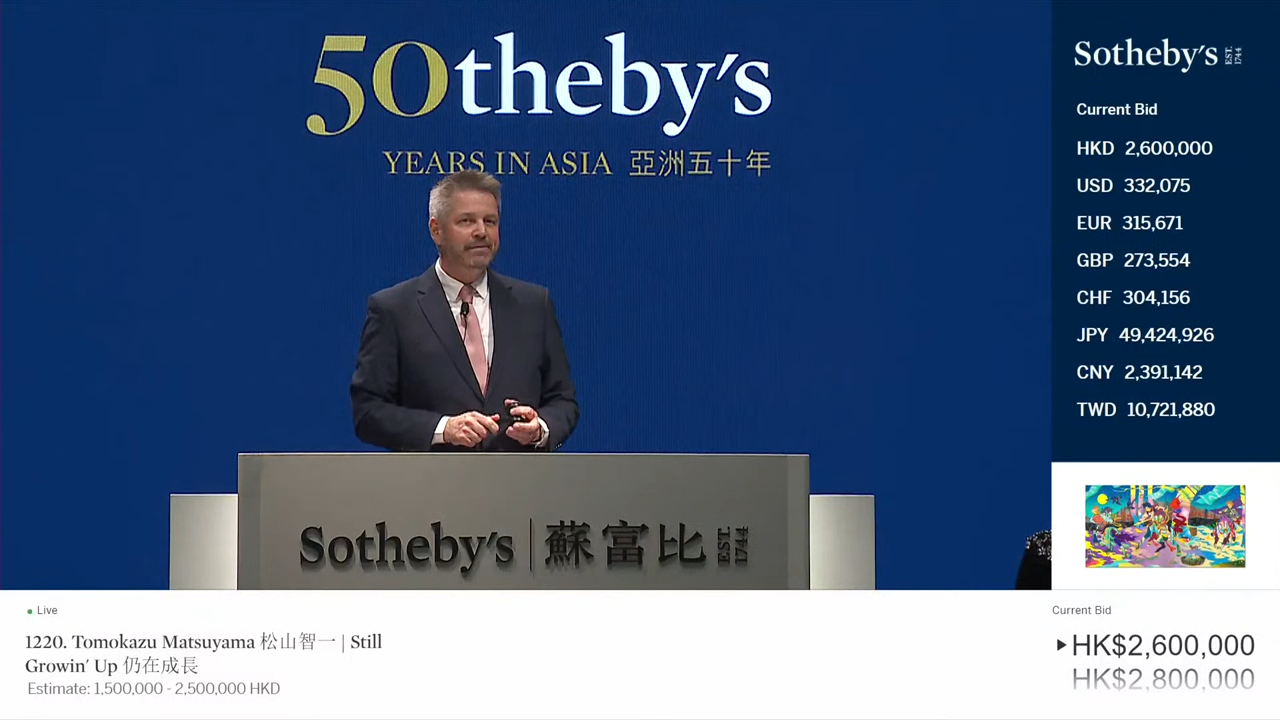 50theby's
YEARS IN ASIA 亞洲五十年
Sotheby's | 蘇富比 EST. 1744
Sotheby's EST. 1744
Current Bid
HKD 2,600,000
USD 332,075
EUR 315,671
GBP 273,554
CHF 304,156
JPY 49,424,926
CNY 2,391,142
TWD 10,721,880
Live
1220. Tomokazu Matsuyama 松山智一 | Still
Growin' Up 仍在成長
Estimate: 1,500,000 - 2,500,000 HKD
Current Bid
HK$2,600,000
HK$2,800,000